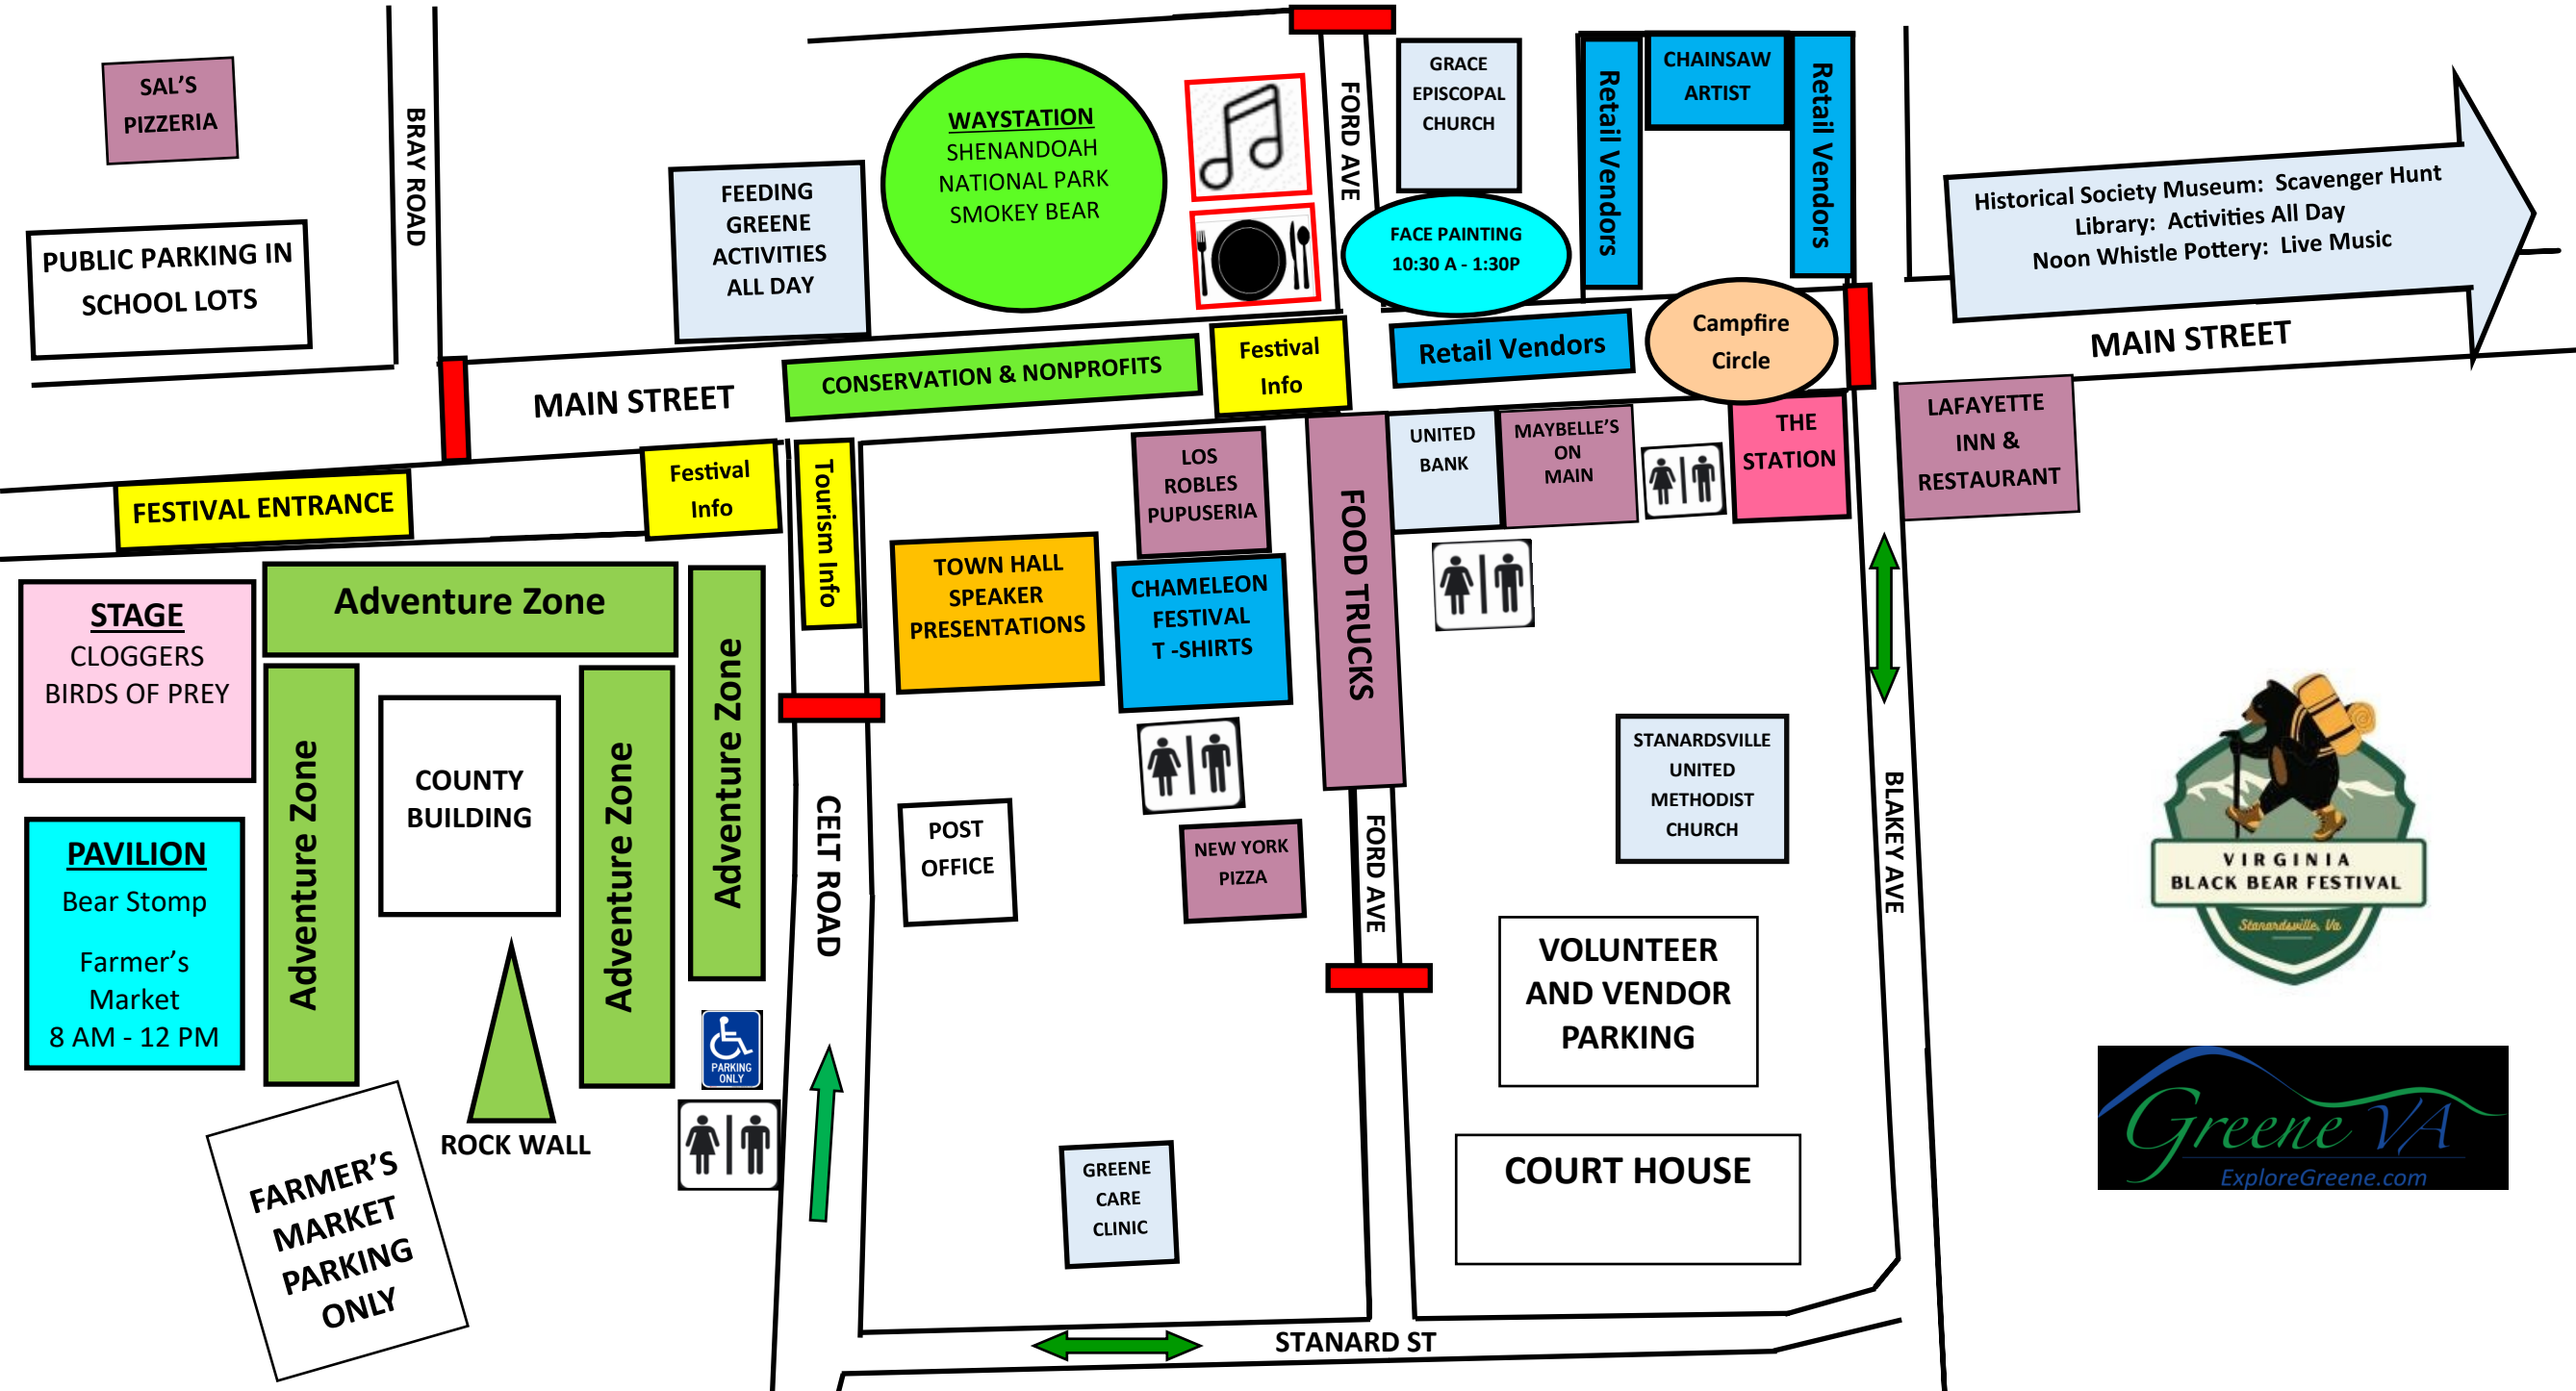 SAL'S
PIZZERIA
PUBLIC PARKING IN
SCHOOL LOTS
BRAY ROAD
FEEDING
GREENE
ACTIVITIES
ALL DAY
WAYSTATION
SHENANDOAH
NATIONAL PARK
SMOKEY BEAR
FORD AVE
GRACE
EPISCOPAL
CHURCH
FACE PAINTING
10:30 A - 1:30P
Retail Vendors
CHAINSAW
ARTIST
Retail Vendors
Historical Society Museum:  Scavenger Hunt
Library:  Activities All Day
Noon Whistle Pottery:  Live Music
MAIN STREET
MAIN STREET
CONSERVATION & NONPROFITS
Festival
Info
Retail Vendors
Campfire
Circle
FESTIVAL ENTRANCE
Festival
Info
Tourism Info
LOS
ROBLES
PUPUSERIA
FOOD TRUCKS
UNITED
BANK
MAYBELLE'S
ON
MAIN
THE
STATION
LAFAYETTE
INN &
RESTAURANT
STAGE
CLOGGERS
BIRDS OF PREY
Adventure Zone
Adventure Zone
Adventure Zone
Adventure Zone
COUNTY
BUILDING
TOWN HALL
SPEAKER
PRESENTATIONS
CHAMELEON
FESTIVAL
T -SHIRTS
PAVILION
Bear Stomp
Farmer's
Market
8 AM - 12 PM
CELT ROAD
POST
OFFICE
NEW YORK
PIZZA
FORD AVE
STANARDSVILLE
UNITED
METHODIST
CHURCH
BLAKEY AVE
VOLUNTEER
AND VENDOR
PARKING
COURT HOUSE
ROCK WALL
PARKING
ONLY
FARMER'S
MARKET
PARKING
ONLY
GREENE
CARE
CLINIC
STANARD ST
VIRGINIA
BLACK BEAR FESTIVAL
Stanardsville, Va
Greene VA
ExploreGreene.com